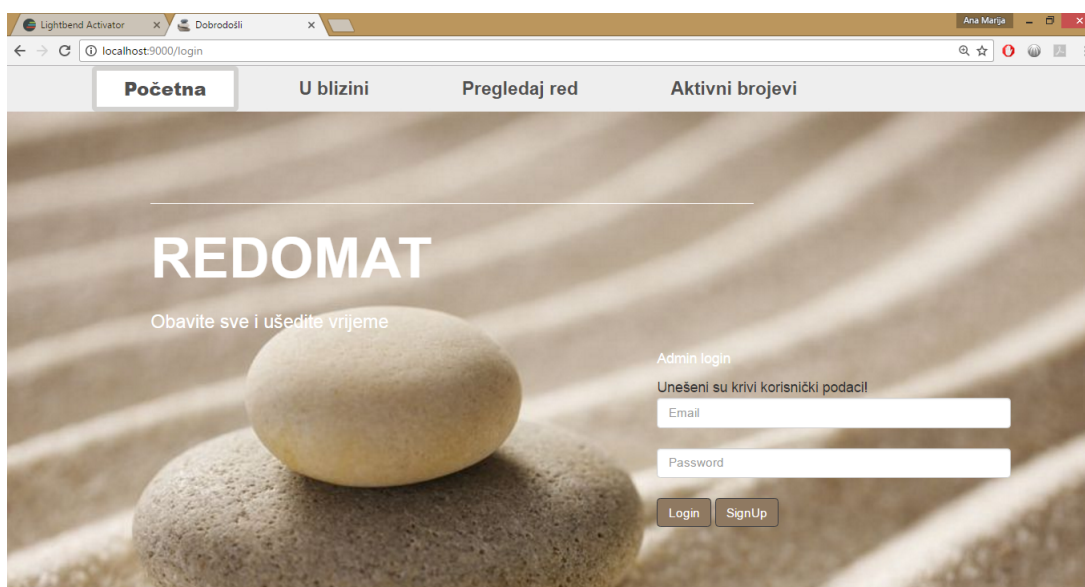 Lightbend Activator
Dobrodošli
Ana Marija
localhost:9000/login
Početna
U blizini
Pregledaj red
Aktivni brojevi
REDOMAT
Obavite sve i ušedite vrijeme
Admin login
Unešeni su krivi korisnički podaci!
Email
Password
Login
SignUp